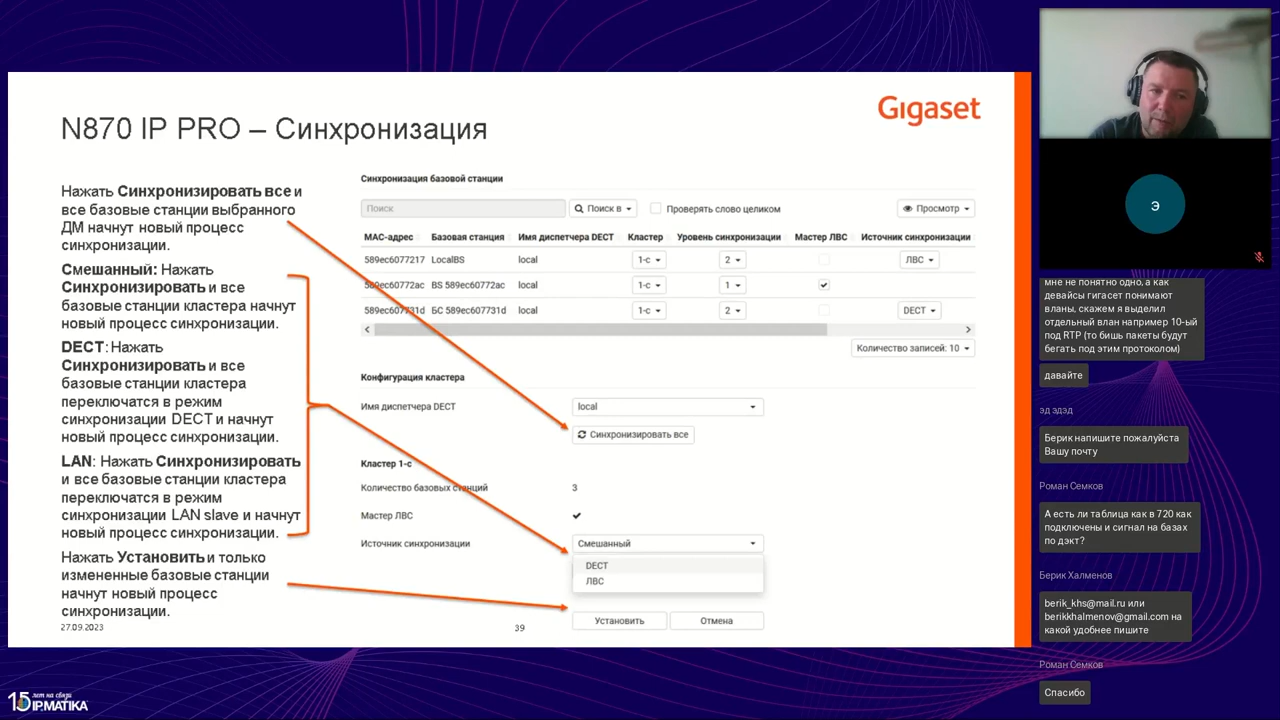 Gigaset
N870 IP PRO – Синхронизация
Нажать Синхронизировать все и
все базовые станции выбранного
ДМ начнут новый процесс
синхронизации.
Смешанный: Нажать
Синхронизировать и все
базовые станции кластера начнут
новый процесс синхронизации.
DECT: Нажать
Синхронизировать и все
базовые станции кластера
переключатся в режим
синхронизации DECT и начнут
новый процесс синхронизации.
LAN: Нажать Синхронизировать
и все базовые станции кластера
переключатся в режим
синхронизации LAN slave и начнут
новый процесс синхронизации.
Нажать Установить и только
измененные базовые станции
начнут новый процесс
синхронизации.
27.09.2023
39
Синхронизация базовой станции
Поиск Поиск в Проверять слово целиком Просмотр
MAC-адрес Базовая станция Имя диспетчера DECT Кластер Уровень синхронизации Мастер ЛВС Источник синхронизации
589ec6077217 LocalBS local 1-с 2 ЛВС
589ec60772ac BS 589ec60772ac local 1-с 1
589ec607731d БС 589ec607731d local 1-с 2 DECT
Количество записей: 10
Конфигурация кластера
Имя диспетчера DECT local
Синхронизировать все
Кластер 1-с
Количество базовых станций 3
Мастер ЛВС
Источник синхронизации Смешанный
DECT
ЛВС
Установить Отмена
15 лет на связи
IPMATIKA
э
мне не понятно одно, а как
девайсы гигасет понимают
вланы, скажем я выделил
отдельный влан например 10-ый
под RTP (то бишь пакеты будут
бегать под этим протоколом)
давайте
эд эдэд
Берик напишите пожалуйста
Вашу почту
Роман Семков
А есть ли таблица как в 720 как
подключены и сигнал на базах
по дэкт?
Берик Халменов
berik_khs@mail.ru или
berikkhalmenov@gmail.com на
какой удобнее пишите
Роман Семков
Спасибо